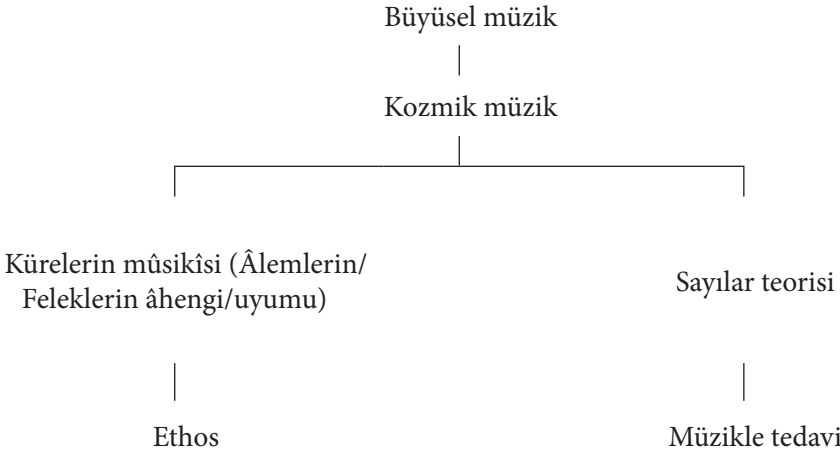 Büyüsel müzik
Kozmik müzik
Kürelerin mûsikîsi (Âlemlerin/
Feleklerin âhengi/uyumu)
Sayılar teorisi
Ethos
Müzikle tedavi